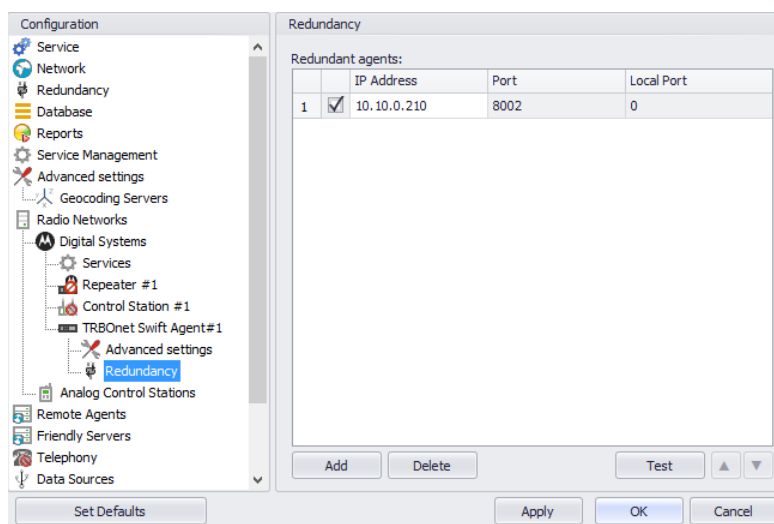 Configuration
Service
Network
Redundancy
Database
Reports
Service Management
Advanced settings
Geocoding Servers
Radio Networks
Digital Systems
Services
Repeater #1
Control Station #1
TRBOnet Swift Agent#1
Advanced settings
Redundancy
Analog Control Stations
Remote Agents
Friendly Servers
Telephony
Data Sources
Set Defaults
Redundancy
Redundant agents:
IP Address Port Local Port
1 10.10.0.210 8002 0
Add Delete Test
Apply OK Cancel